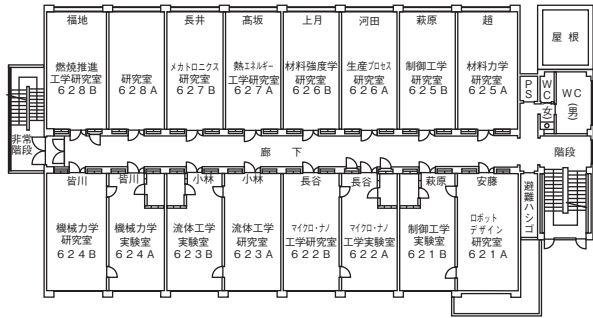 福地
燃焼推進
工学研究室
628B
研究室
628A
長井
メカトロニクス
研究室
627B
髙坂
熱エネルギー
工学研究室
627A
上月
材料強度学
研究室
626B
河田
生産プロセス
研究室
626A
萩原
制御工学
研究室
625B
趙
材料力学
研究室
625A
PS
WC
(女)
WC
(男)
屋根
非常
階段
廊下
階段
避難ハシゴ
皆川
機械力学
研究室
624B
皆川
機械力学
実験室
624A
小林
流体工学
実験室
623B
小林
流体工学
研究室
623A
長谷
マイクロ・ナノ
工学研究室
622B
長谷
マイクロ・ナノ
工学実験室
622A
萩原
制御工学
実験室
621B
安藤
ロボット
デザイン
研究室
621A